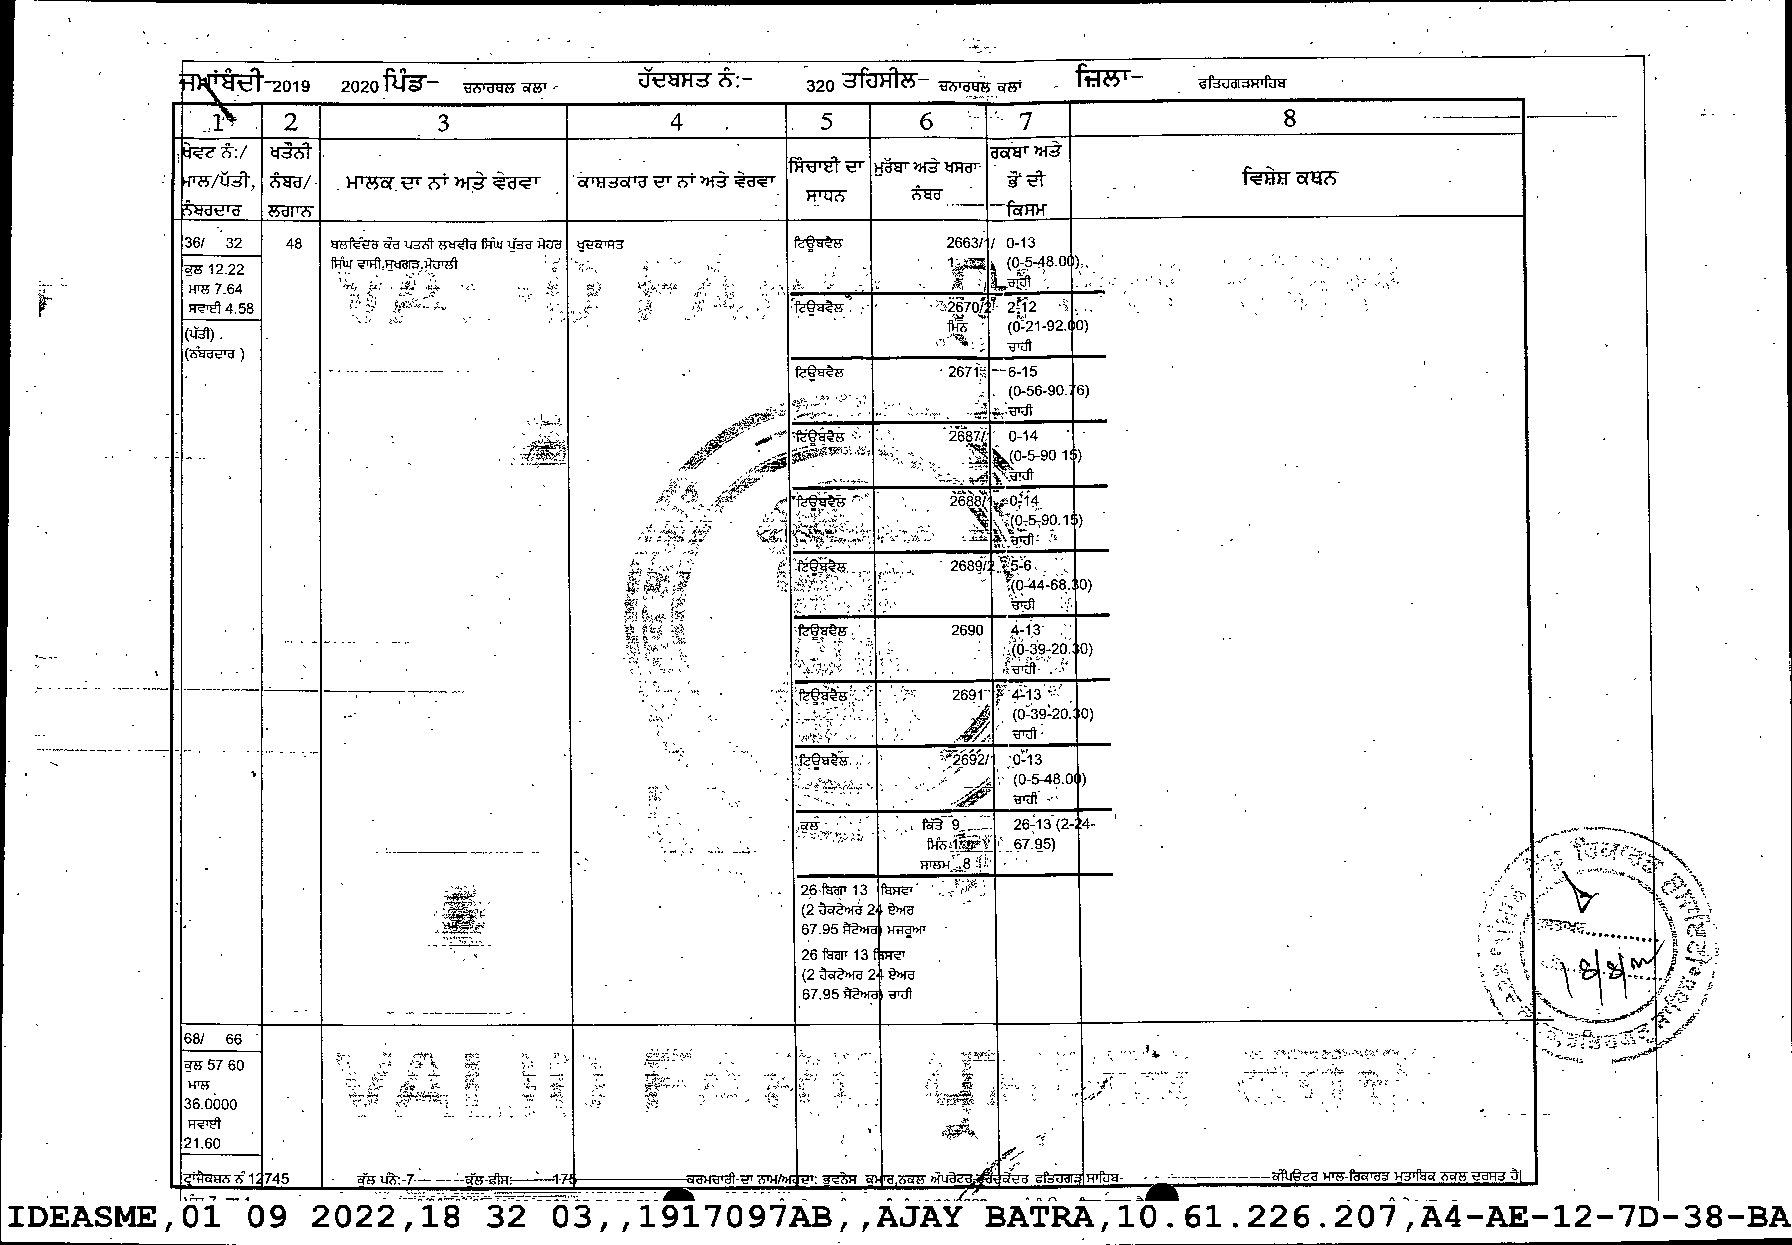 ਜਮਾਂਬੰਦੀ-2019 2020 ਪਿੰਡ- ਚਨਾਰਥਲ ਕਲਾ - ਹੱਦਬਸਤ ਨੰ:- 320 ਤਹਿਸੀਲ- ਚਨਾਰਥਲ ਕਲਾਂ ਜ਼ਿਲਾ- ਫਤਿਹਗੜਸਾਹਿਬ
1 2 3 4 5 6 7 8
ਖੇਵਟ ਨੰ:/ ਮਾਲ/ਪੱਤੀ, ਨੰਬਰਦਾਰ
ਖਤੌਨੀ ਨੰਬਰ/ ਲਗਾਨ
ਮਾਲਕ ਦਾ ਨਾਂ ਅਤੇ ਵੇਰਵਾ
ਕਾਸ਼ਤਕਾਰ ਦਾ ਨਾਂ ਅਤੇ ਵੇਰਵਾ
ਸਿੰਚਾਈ ਦਾ ਸਾਧਨ
ਮੁਰੱਬਾ ਅਤੇ ਖਸਰਾ ਨੰਬਰ
ਰਕਬਾ ਅਤੇ ਭੌਂ ਦੀ ਕਿਸਮ
ਵਿਸ਼ੇਸ਼ ਕਥਨ
36/ 32
ਕੁਲ 12.22
ਮਾਲ 7.64
ਸਵਾਈ 4.58
(ਪੱਤੀ)
(ਨੰਬਰਦਾਰ )
48
ਬਲਵਿੰਦਰ ਕੌਰ ਪਤਨੀ ਲਖਵੀਰ ਸਿੰਘ ਪੁੱਤਰ ਮੇਹਰ
ਸਿੰਘ ਵਾਸੀ,ਸੁਖਗੜ,ਮੋਹਾਲੀ
ਖੁਦਕਾਸਤ
ਟਿਊਬਵੈਲ 2663/1/ 0-13
1 (0-5-48.00)
ਚਾਹੀ
ਟਿਊਬਵੈਲ 2670/2 2-12
ਮਿਨ (0-21-92.00)
ਚਾਹੀ
ਟਿਊਬਵੈਲ 2671 6-15
(0-56-90.76)
ਚਾਹੀ
ਟਿਊਬਵੈਲ 2687/ 0-14
(0-5-90 15)
ਚਾਹੀ
ਟਿਊਬਵੈਲ 2688/1 0-14
(0-5-90.15)
ਚਾਹੀ
ਟਿਊਬਵੈਲ 2689/2 5-6
(0-44-68.30)
ਚਾਹੀ
ਟਿਊਬਵੈਲ 2690 4-13
(0-39-20.30)
ਚਾਹੀ
ਟਿਊਬਵੈਲ 2691 4-13
(0-39-20.30)
ਚਾਹੀ
ਟਿਊਬਵੈਲ 2692/1 0-13
(0-5-48.00)
ਚਾਹੀ
ਕੁਲ ਕਿੱਤੇ 9 26-13 (2-24-
ਮਿੰਨ 1 67.95)
ਸਾਲਮ 8
26 ਬਿਗਾ 13 ਬਿਸਵਾ
(2 ਹੈਕਟੇਅਰ 24 ਏਅਰ
67.95 ਸੈਂਟੇਅਰ) ਮਜਰੂਆ
26 ਬਿਗਾ 13 ਬਿਸਵਾ
(2 ਹੈਕਟੇਅਰ 24 ਏਅਰ
67.95 ਸੈਂਟੇਅਰ) ਚਾਹੀ
68/ 66
ਕੁਲ 57 60
ਮਾਲ
36.0000
ਸਵਾਈ
21.60
VALID
ਟ੍ਰਾਂਜੈਕਸ਼ਨ ਨੰ 12745 ਕੁੱਲ ਪੰਨੇ:-7 ਕੁੱਲ ਫ਼ੀਸ: 175 ਕਰਮਚਾਰੀ ਦਾ ਨਾਮ/ਅਹੁਦਾ: ਭੁਵਨੇਸ ਕੁਮਾਰ,ਨਕਲ ਅੋਪਰੇਟਰ,ਫਰਦਕੇਂਦਰ ਫਤਿਹਗੜ ਸਾਹਿਬ ਕੰਪਿਊਟਰ ਮਾਲ-ਰਿਕਾਰਡ ਮੁਤਾਬਿਕ ਨਕਲ ਦਰੁਸਤ ਹੈ|
IDEASME,01 09 2022,18 32 03,,1917097AB,,AJAY BATRA,10.61.226.207,A4-AE-12-7D-38-BA